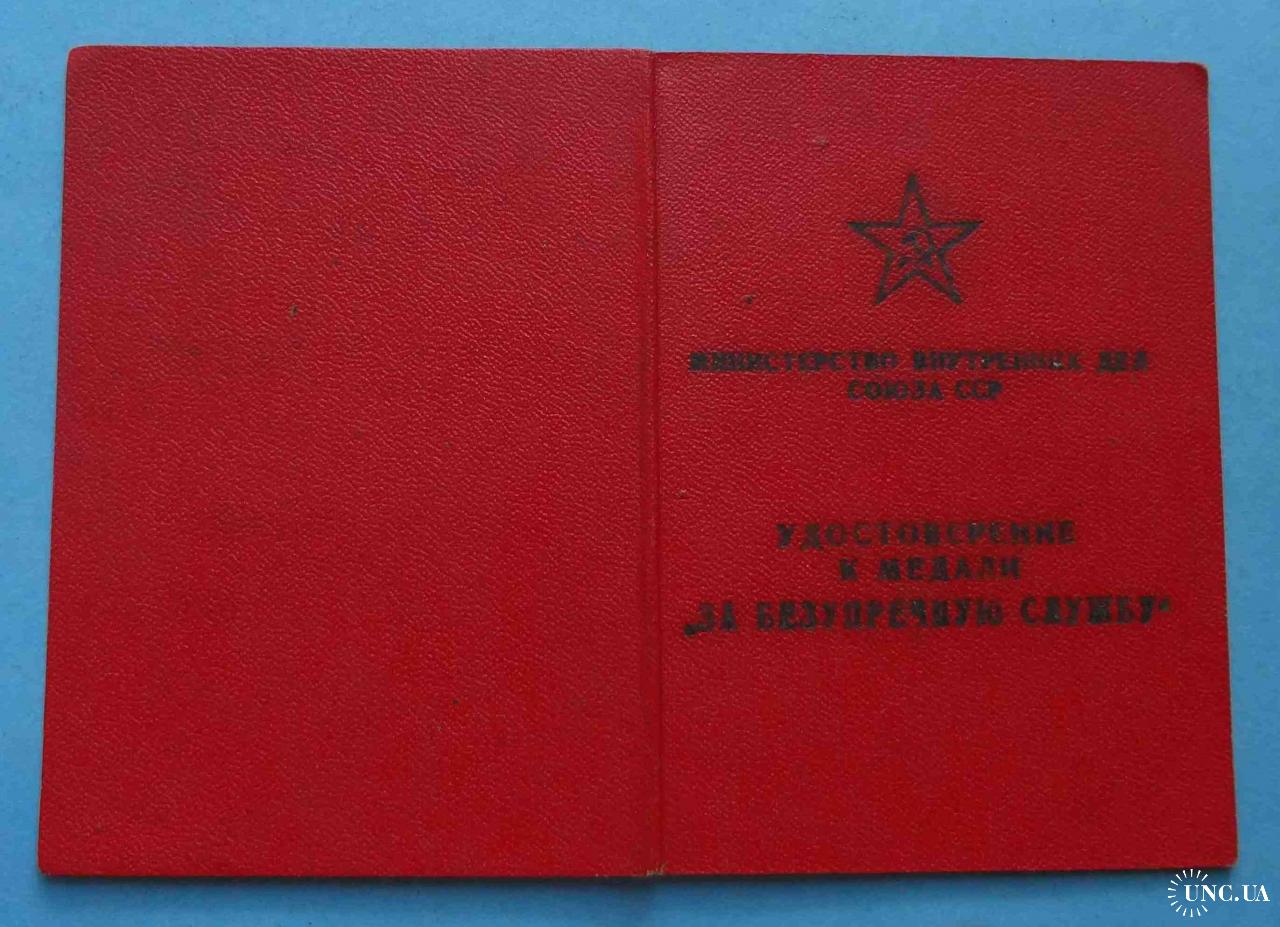 МИНИСТЕРСТВО ВНУТРЕННИХ ДЕЛ
СОЮЗА ССР
УДОСТОВЕРЕНИЕ
К МЕДАЛИ
„ЗА БЕЗУПРЕЧНУЮ СЛУЖБУ“
UNC.UA